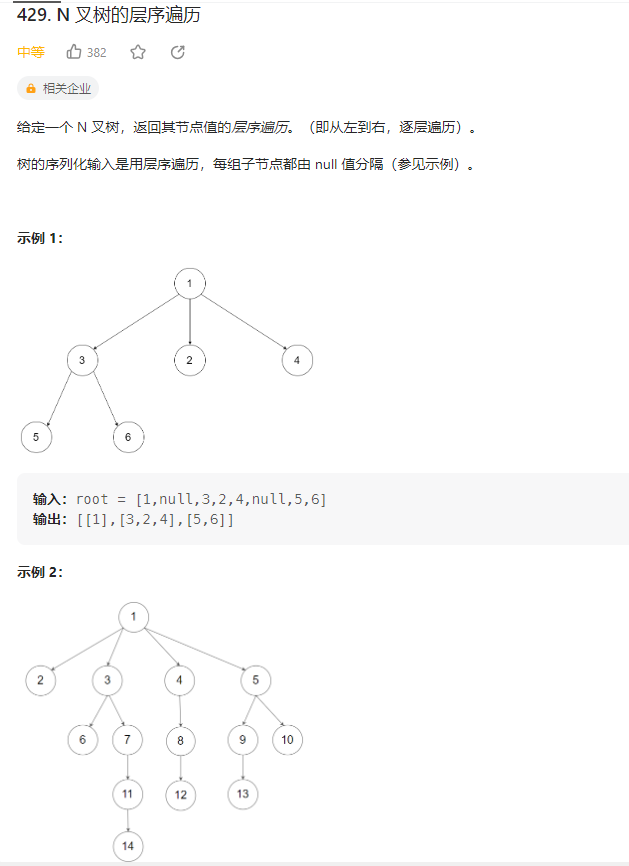 429. N 叉树的层序遍历
中等 382
相关企业
给定一个 N 叉树，返回其节点值的层序遍历。（即从左到右，逐层遍历）。
树的序列化输入是用层序遍历，每组子节点都由 null 值分隔（参见示例）。
示例 1：
1
3 2 4
5 6
输入：root = [1,null,3,2,4,null,5,6]
输出：[[1],[3,2,4],[5,6]]
示例 2：
1
2 3 4 5
6 7 8 9 10
11 12 13
14